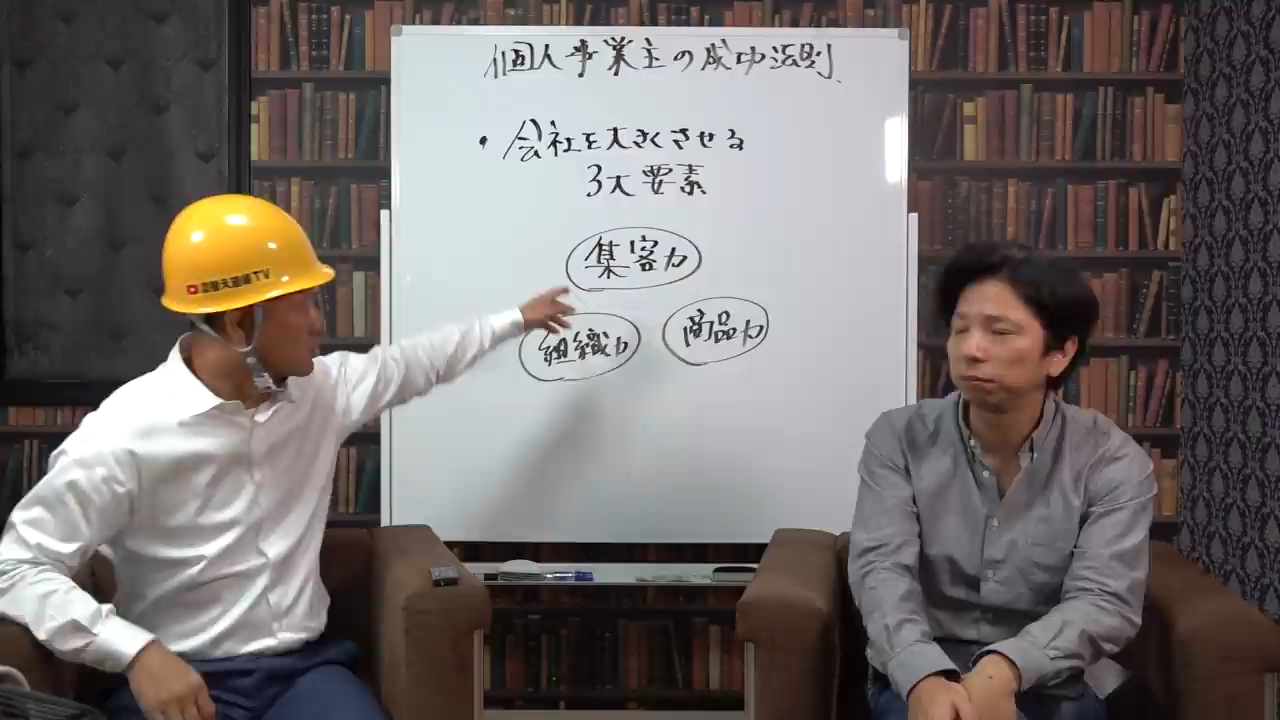 個人事業主の成功法則
・会社を大きくさせる
3大要素
集客力
組織力 商品力